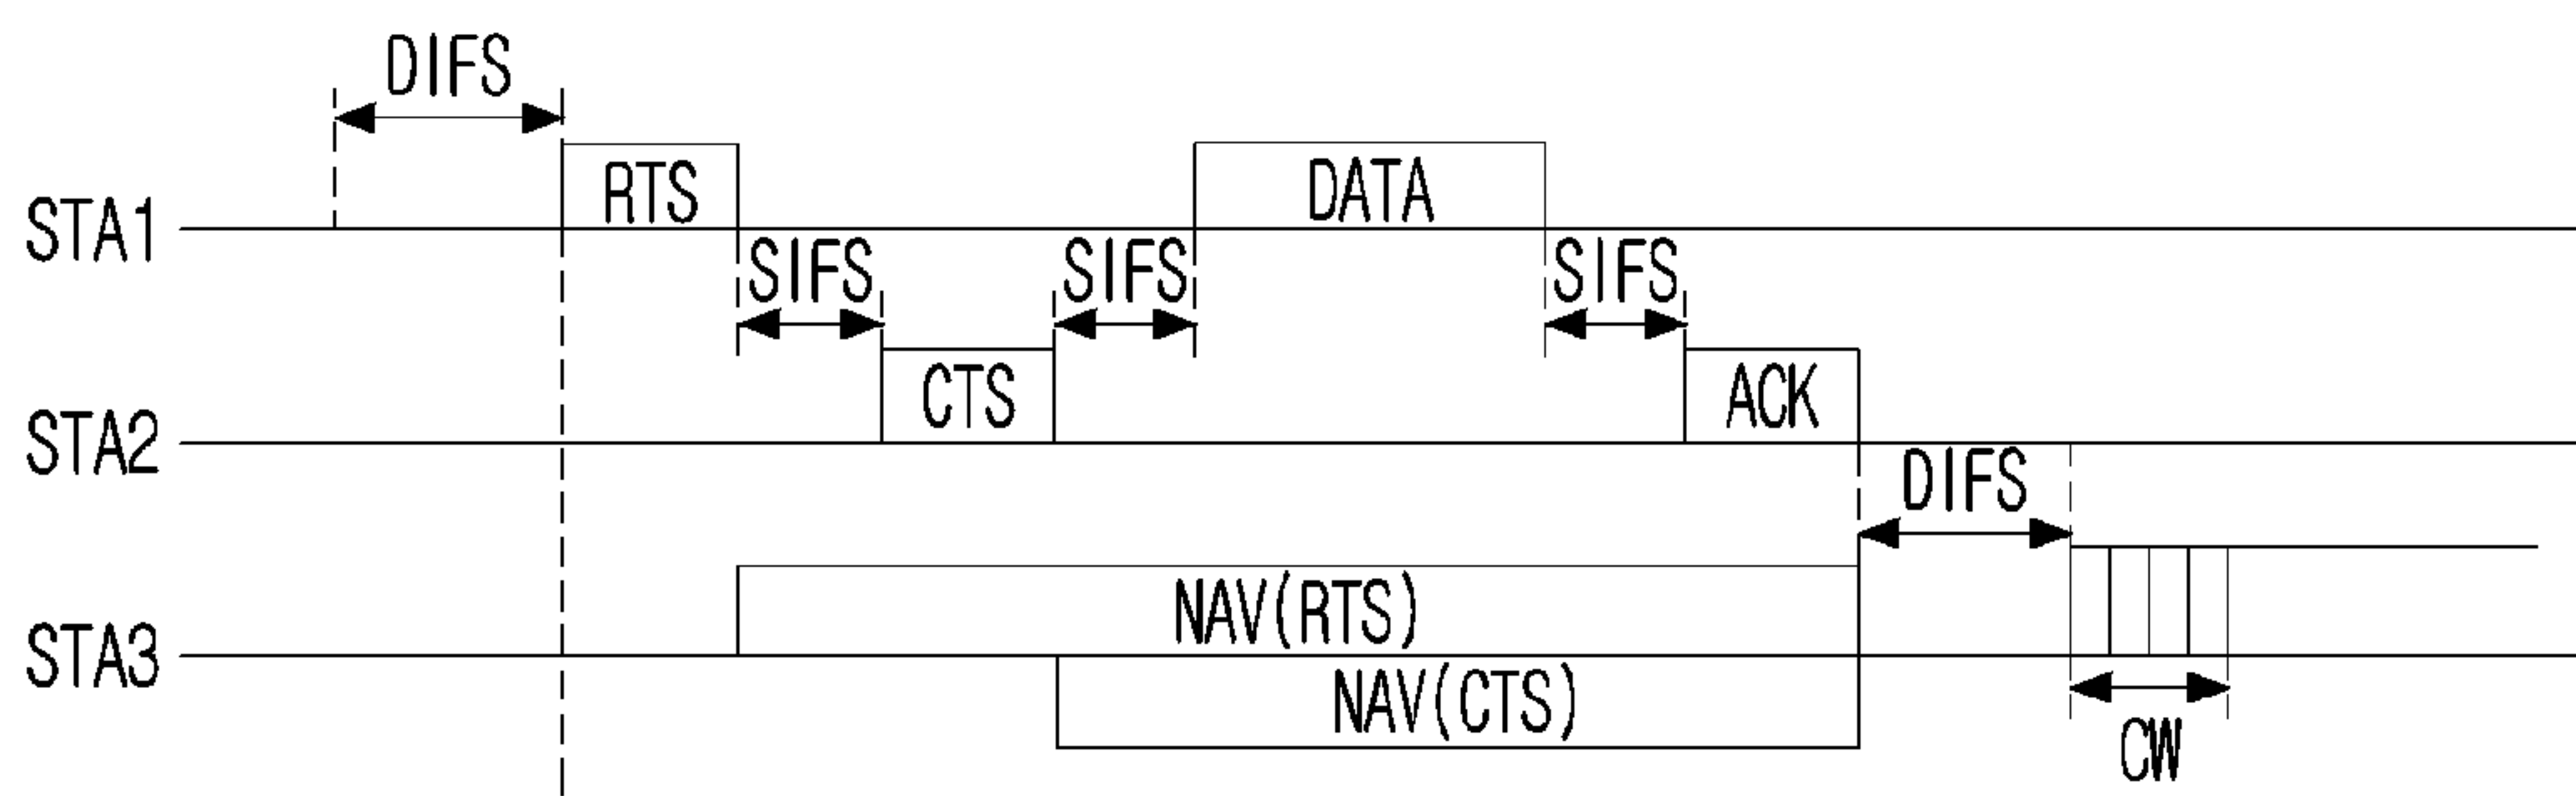 DIFS
RTS
DATA
STA1
SIFS
SIFS
SIFS
CTS
ACK
STA2
DIFS
NAV(RTS)
STA3
NAV(CTS)
CW